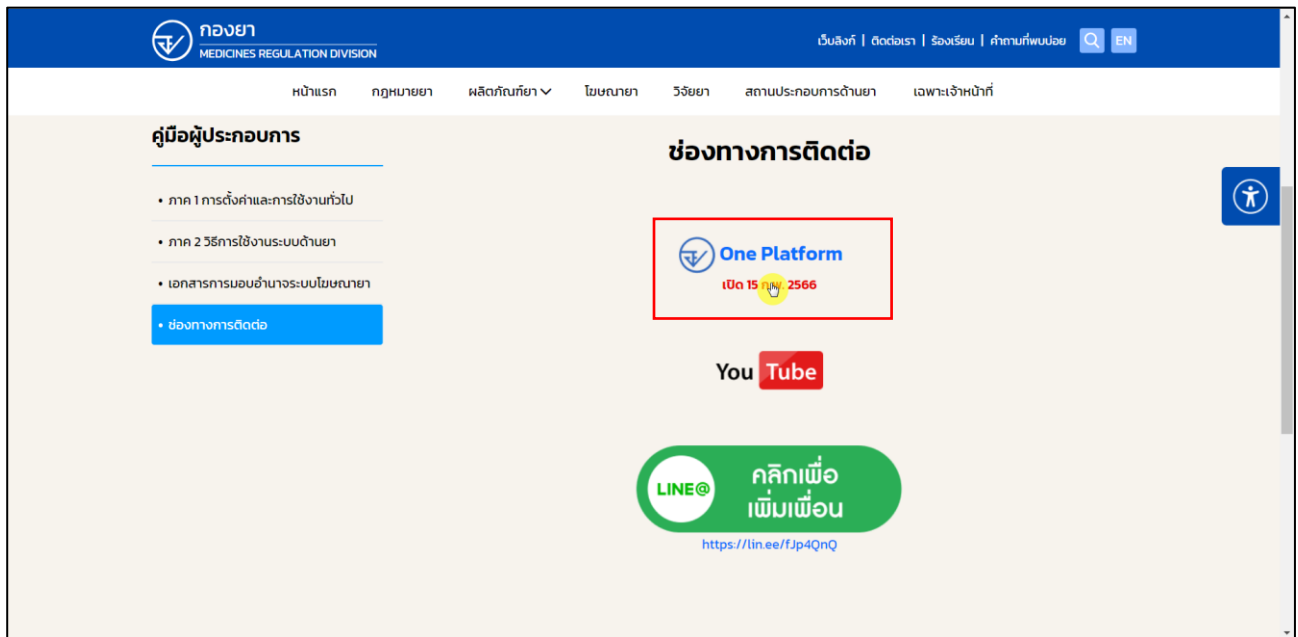 กองยา
MEDICINES REGULATION DIVISION
เว็บลิงก์ | ติดต่อเรา | ร้องเรียน | คำถามที่พบบ่อย
EN
หน้าแรก กฎหมายยา ผลิตภัณฑ์ยา โฆษณายา วิจัยยา สถานประกอบการด้านยา เฉพาะเจ้าหน้าที่
คู่มือผู้ประกอบการ
• ภาค 1 การตั้งค่าและการใช้งานทั่วไป
• ภาค 2 วิธีการใช้งานระบบด้านยา
• เอกสารการมอบอำนาจระบบโฆษณายา
• ช่องทางการติดต่อ
ช่องทางการติดต่อ
One Platform
เปิด 15 ก.พ. 2566
You Tube
LINE@
คลิกเพื่อ
เพิ่มเพื่อน
https://lin.ee/fJp4QnQ